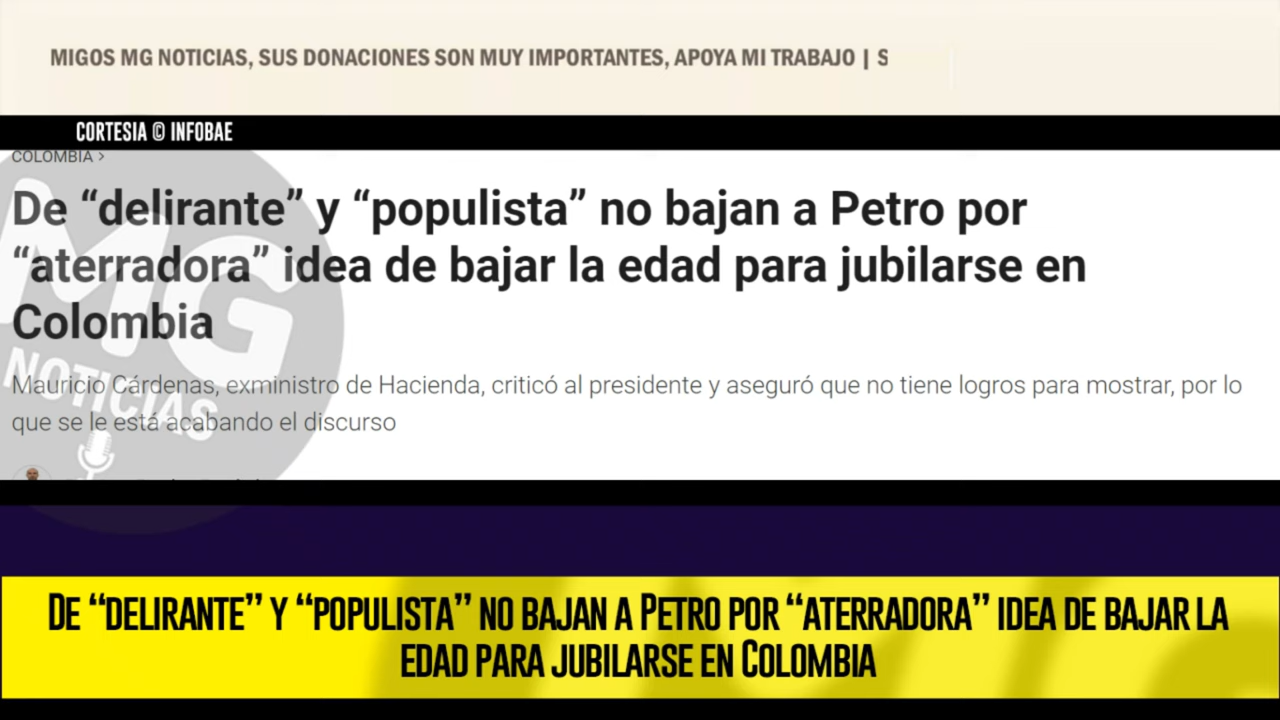 MIGOS MG NOTICIAS, SUS DONACIONES SON MUY IMPORTANTES, APOYA MI TRABAJO | S
CORTESIA © INFOBAE
COLOMBIA >
De “delirante” y “populista” no bajan a Petro por
“aterradora” idea de bajar la edad para jubilarse en
Colombia
Mauricio Cárdenas, exministro de Hacienda, criticó al presidente y aseguró que no tiene logros para mostrar, por lo
que se le está acabando el discurso
MG
NOTICIAS
DE “DELIRANTE” Y “POPULISTA” NO BAJAN A PETRO POR “ATERRADORA” IDEA DE BAJAR LA
EDAD PARA JUBILARSE EN COLOMBIA